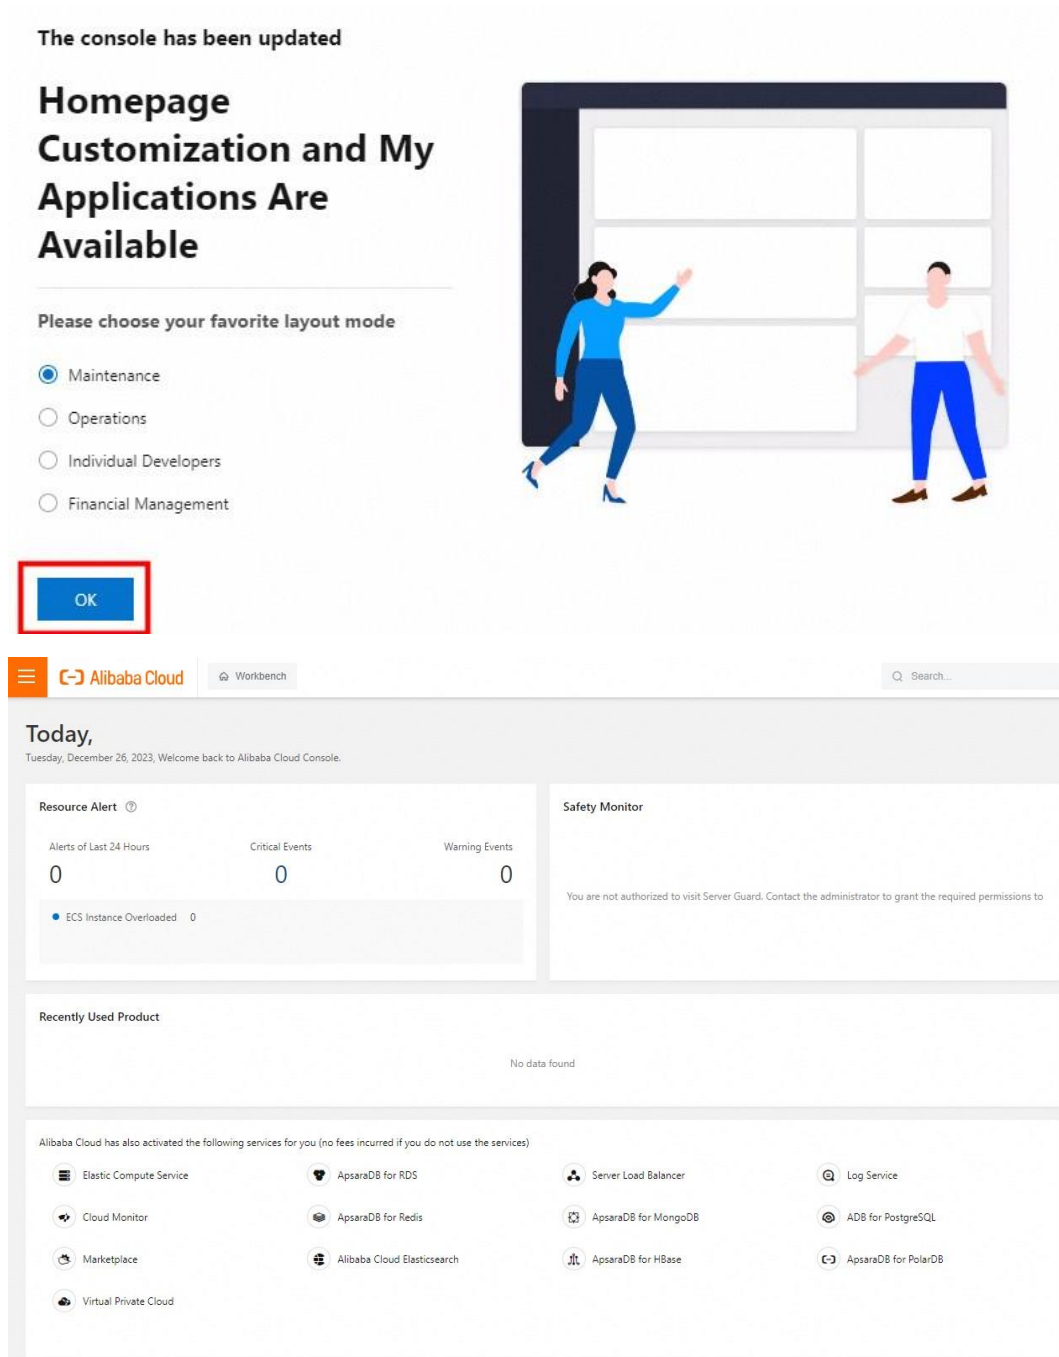 The console has been updated
Homepage
Customization and My
Applications Are
Available
Please choose your favorite layout mode
Maintenance
Operations
Individual Developers
Financial Management
OK
Alibaba Cloud
Workbench
Search...
Today,
Tuesday, December 26, 2023, Welcome back to Alibaba Cloud Console.
Resource Alert
Safety Monitor
Alerts of Last 24 Hours Critical Events Warning Events
0 0 0
ECS Instance Overloaded 0
You are not authorized to visit Server Guard. Contact the administrator to grant the required permissions to
Recently Used Product
No data found
Alibaba Cloud has also activated the following services for you (no fees incurred if you do not use the services)
Elastic Compute Service ApsaraDB for RDS Server Load Balancer Log Service
Cloud Monitor ApsaraDB for Redis ApsaraDB for MongoDB ADB for PostgreSQL
Marketplace Alibaba Cloud Elasticsearch ApsaraDB for HBase ApsaraDB for PolarDB
Virtual Private Cloud